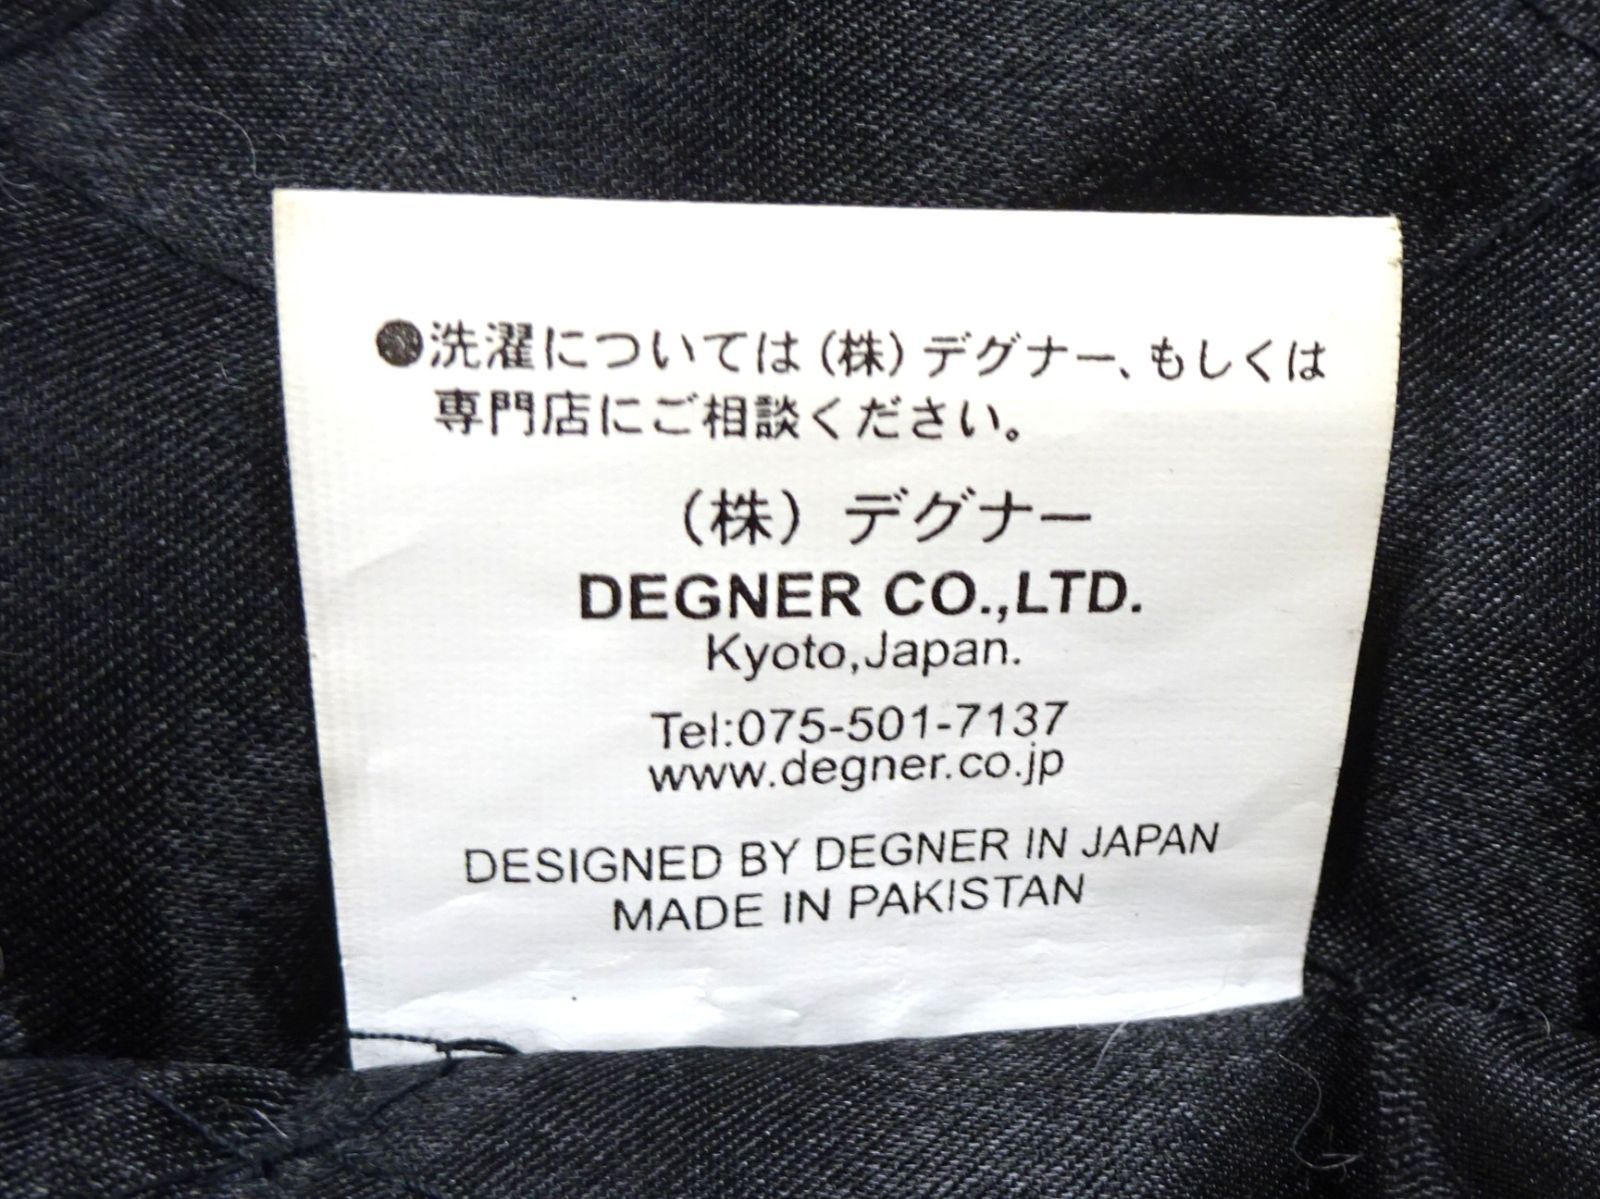 ●洗濯については(株)デグナー、もしくは
専門店にご相談ください。
(株)デグナー
DEGNER CO.,LTD.
Kyoto,Japan.
Tel:075-501-7137
www.degner.co.jp
DESIGNED BY DEGNER IN JAPAN
MADE IN PAKISTAN